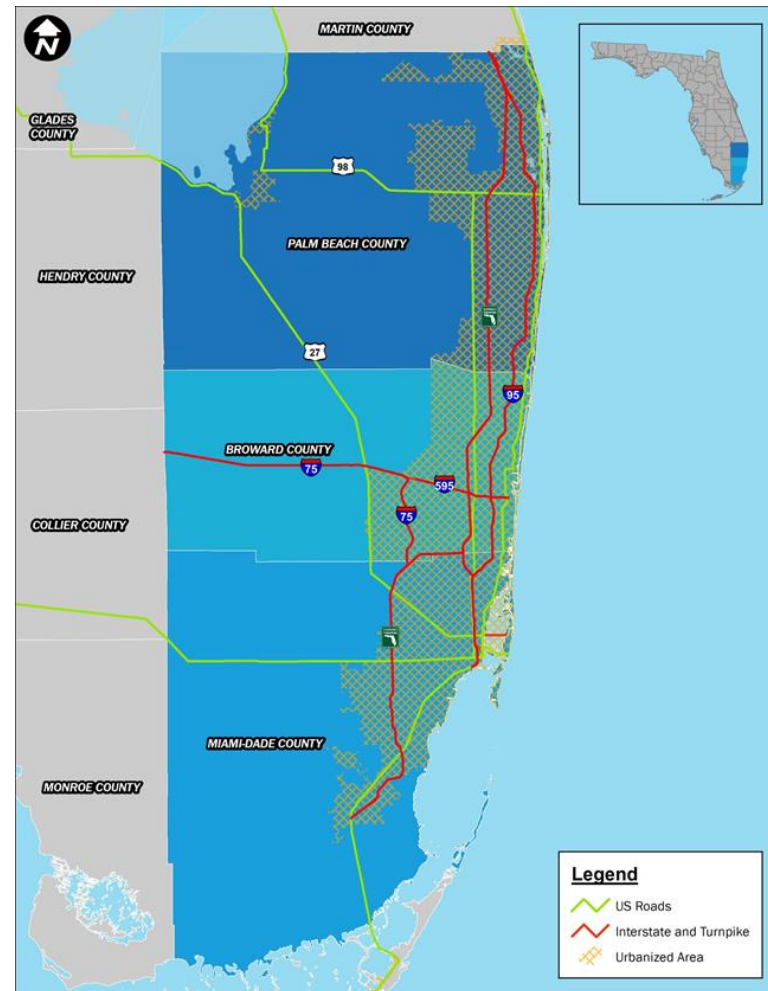 N
MARTIN COUNTY
GLADES
COUNTY
98
PALM BEACH COUNTY
HENDRY COUNTY
27
95
BROWARD COUNTY
75
595
75
COLLIER COUNTY
MIAMI-DADE COUNTY
MONROE COUNTY
Legend
US Roads
Interstate and Turnpike
Urbanized Area